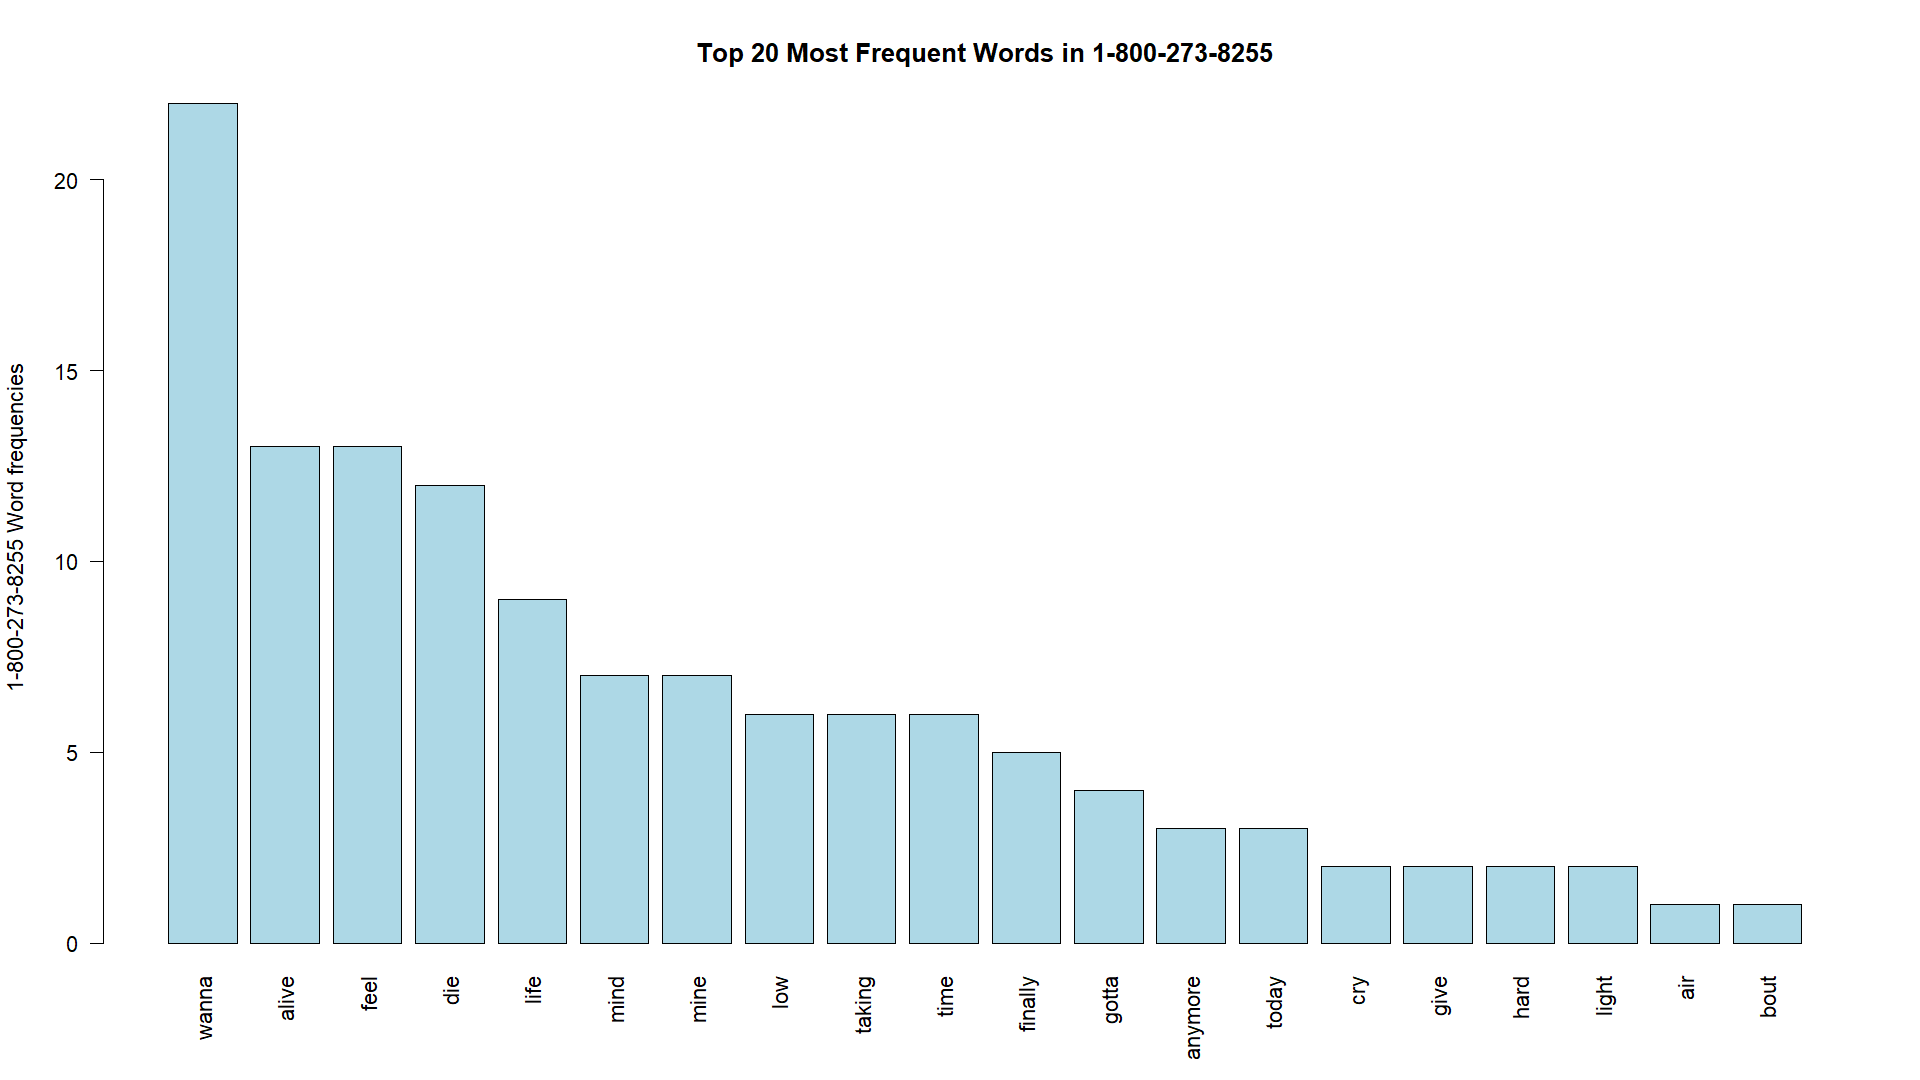 Top 20 Most Frequent Words in 1-800-273-8255
1-800-273-8255 Word frequencies
20
15
10
5
0
wanna
alive
feel
die
life
mind
mine
low
taking
time
finally
gotta
anymore
today
cry
give
hard
light
air
bout